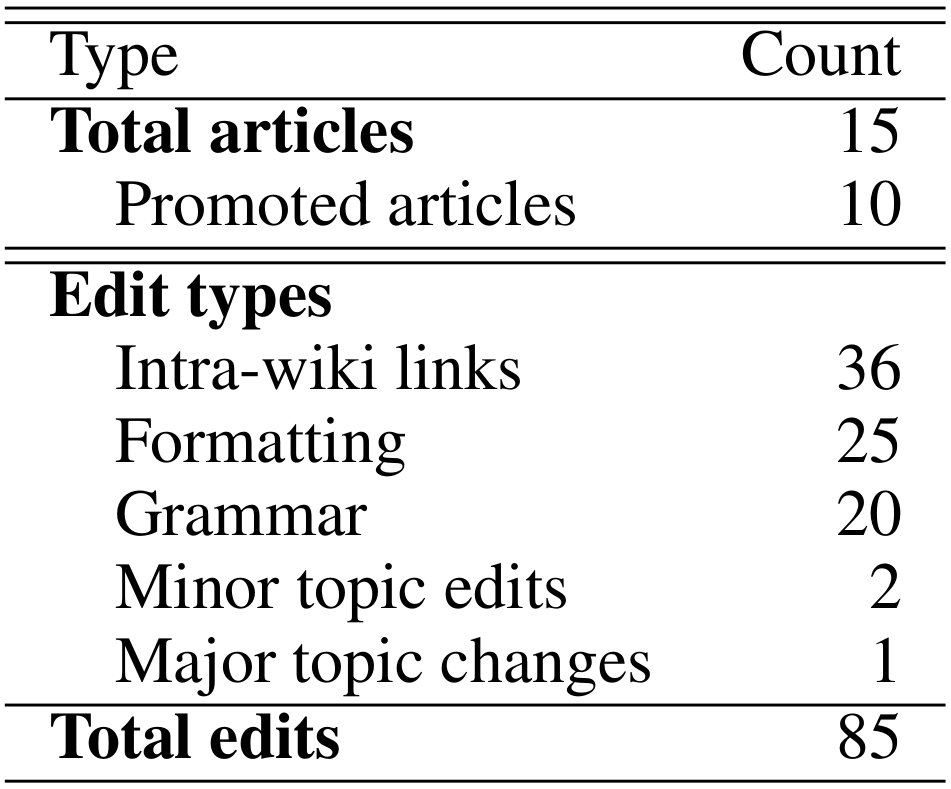 Type Count
Total articles 15
Promoted articles 10
Edit types
Intra-wiki links 36
Formatting 25
Grammar 20
Minor topic edits 2
Major topic changes 1
Total edits 85